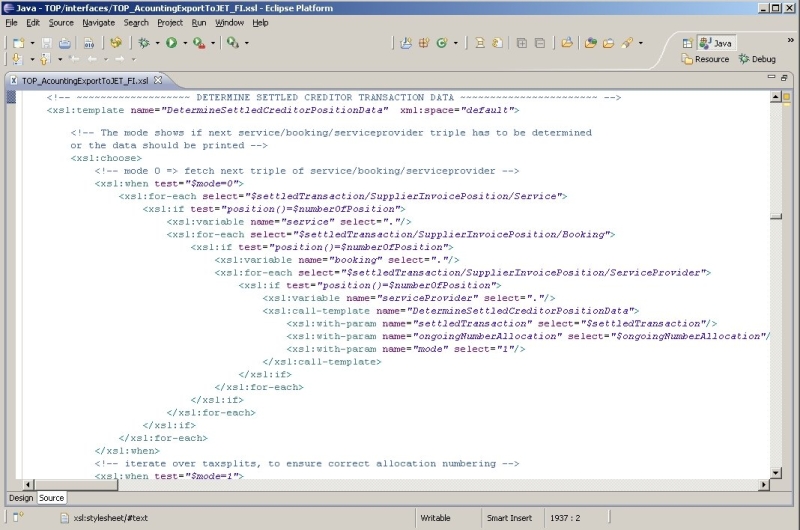 Java - TOP/interfaces/TOP_AcountingExportToJET_FI.xsl - Eclipse Platform
File Edit Source Navigate Search Project Run Window Help
Java
Resource Debug
TOP_AcountingExportToJET_FI.xsl
<!-- ~~~~~~~~~~~~~~~~~~~ DETERMINE SETTLED CREDITOR TRANSACTION DATA ~~~~~~~~~~~~~~~~~~~~~~~ -->
<xsl:template name="DetermineSettledCreditorPositionData" xml:space="default">
<!-- The mode shows if next service/booking/serviceprovider triple has to be determined
or the data should be printed -->
<xsl:choose>
<!-- mode 0 => fetch next triple of service/booking/serviceprovider -->
<xsl:when test="$mode=0">
<xsl:for-each select="$settledTransaction/SupplierInvoicePosition/Service">
<xsl:if test="position()=$numberOfPosition">
<xsl:variable name="service" select="."/>
<xsl:for-each select="$settledTransaction/SupplierInvoicePosition/Booking">
<xsl:if test="position()=$numberOfPosition">
<xsl:variable name="booking" select="."/>
<xsl:for-each select="$settledTransaction/SupplierInvoicePosition/ServiceProvider">
<xsl:if test="position()=$numberOfPosition">
<xsl:variable name="serviceProvider" select="."/>
<xsl:call-template name="DetermineSettledCreditorPositionData">
<xsl:with-param name="settledTransaction" select="$settledTransaction"/>
<xsl:with-param name="ongoingNumberAllocation" select="$ongoingNumberAllocation"/
<xsl:with-param name="mode" select="1"/>
</xsl:call-template>
</xsl:if>
</xsl:for-each>
</xsl:if>
</xsl:for-each>
</xsl:if>
</xsl:for-each>
</xsl:when>
<!-- iterate over taxsplits, to ensure correct allocation numbering -->
<xsl:when test="$mode=1">
Design Source
xsl:stylesheet/#text Writable Smart Insert 1937 : 2